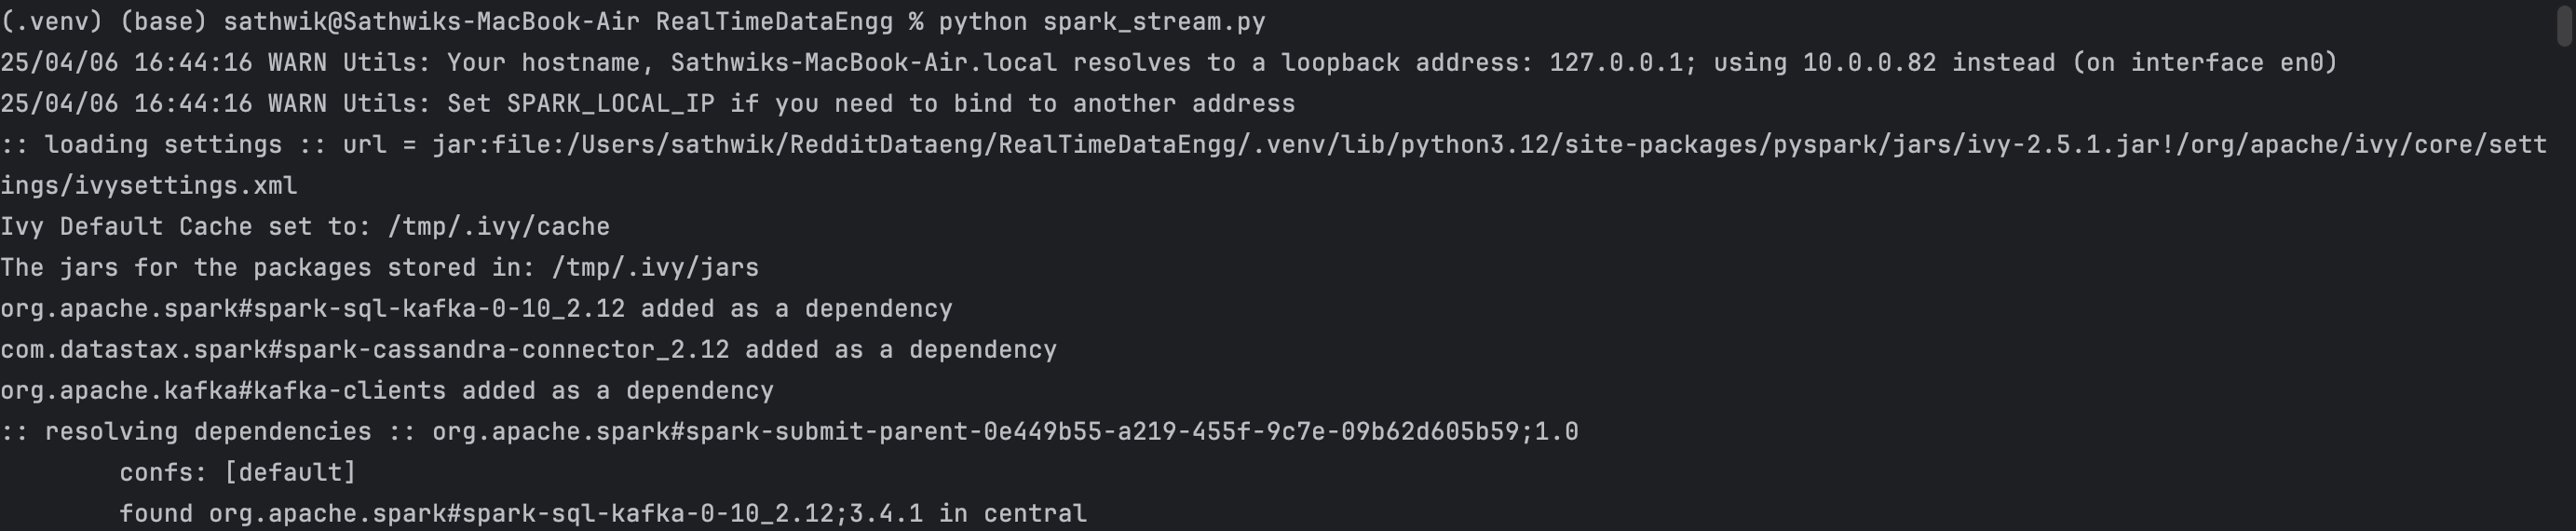 (.venv) (base) sathwik@Sathwiks-MacBook-Air RealTimeDataEngg % python spark_stream.py
25/04/06 16:44:16 WARN Utils: Your hostname, Sathwiks-MacBook-Air.local resolves to a loopback address: 127.0.0.1; using 10.0.0.82 instead (on interface en0)
25/04/06 16:44:16 WARN Utils: Set SPARK_LOCAL_IP if you need to bind to another address
:: loading settings :: url = jar:file:/Users/sathwik/RedditDataeng/RealTimeDataEngg/.venv/lib/python3.12/site-packages/pyspark/jars/ivy-2.5.1.jar!/org/apache/ivy/core/sett
ings/ivysettings.xml
Ivy Default Cache set to: /tmp/.ivy/cache
The jars for the packages stored in: /tmp/.ivy/jars
org.apache.spark#spark-sql-kafka-0-10_2.12 added as a dependency
com.datastax.spark#spark-cassandra-connector_2.12 added as a dependency
org.apache.kafka#kafka-clients added as a dependency
:: resolving dependencies :: org.apache.spark#spark-submit-parent-0e449b55-a219-455f-9c7e-09b62d605b59;1.0
        confs: [default]
        found org.apache.spark#spark-sql-kafka-0-10_2.12;3.4.1 in central